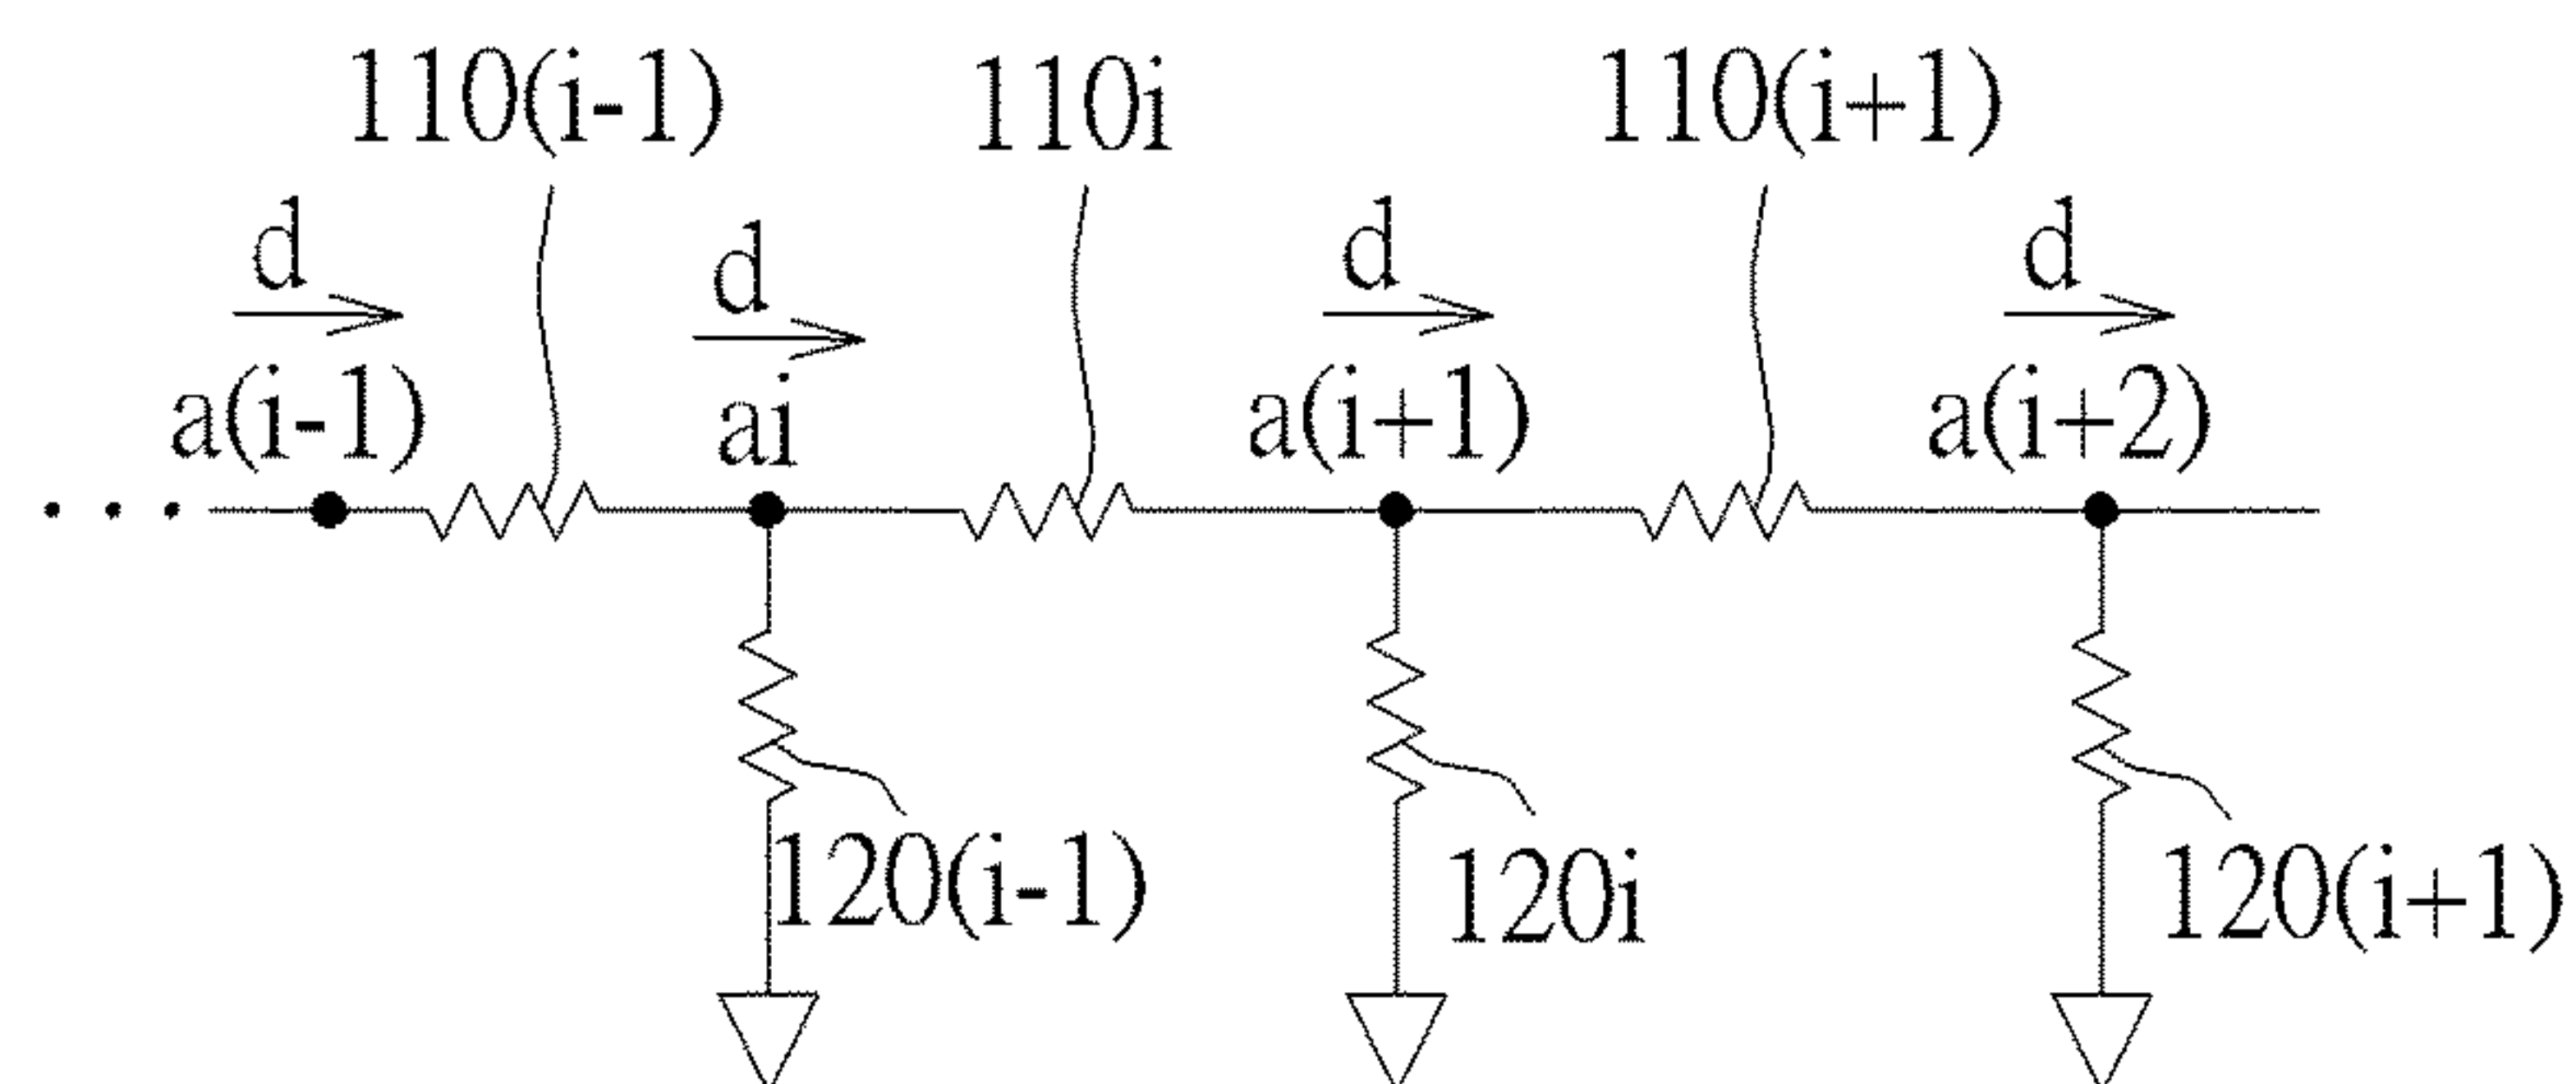 110(i-1) 110i 110(i+1)
d d d d
a(i-1) ai a(i+1) a(i+2)
120(i-1) 120i 120(i+1)